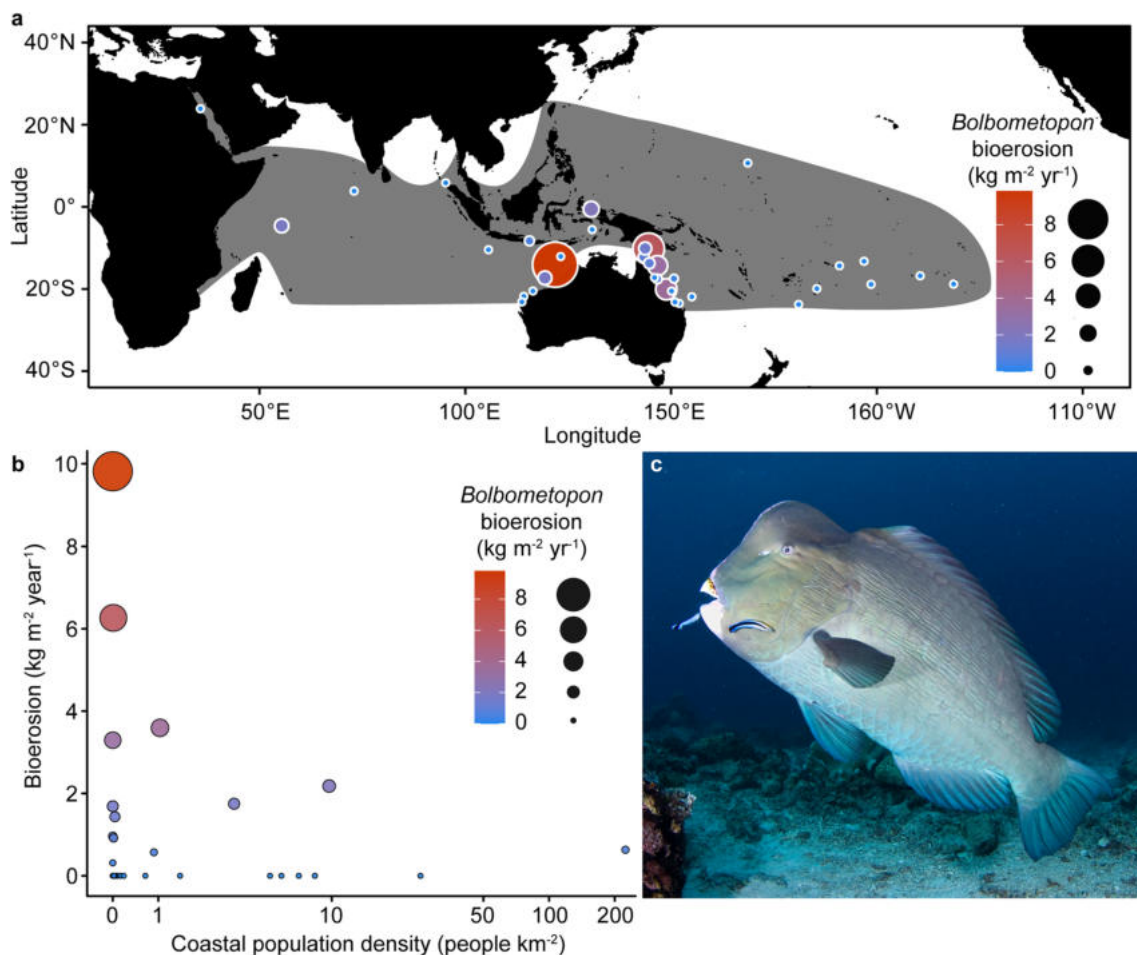 a
40°N
20°N
0°
20°S
40°S
Latitude
50°E
100°E
150°E
160°W
110°W
Longitude
Bolbometopon
bioerosion
(kg m⁻² yr⁻¹)
8
6
4
2
0
b
10
8
6
4
2
0
Bioerosion (kg m⁻² year⁻¹)
0
1
10
50
100
200
Coastal population density (people km⁻²)
Bolbometopon
bioerosion
(kg m⁻² yr⁻¹)
8
6
4
2
0
c